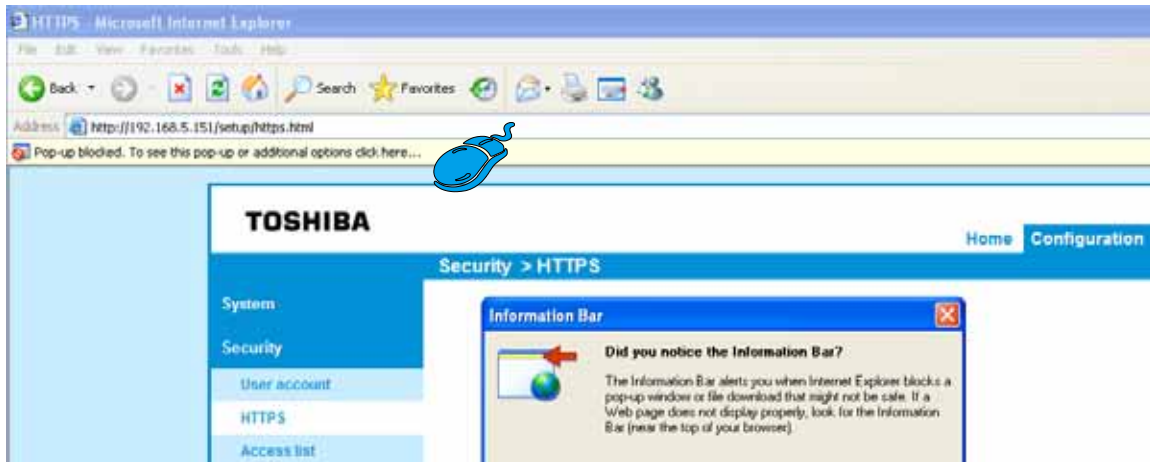 HTTPS - Microsoft Internet Explorer
File Edit View Favorites Tools Help
Back Search Favorites
Address http://192.168.5.151/setup/https.html
Pop-up blocked. To see this pop-up or additional options click here...
TOSHIBA
Home Configuration
Security > HTTPS
System
Security
User account
HTTPS
Access list
Information Bar
Did you notice the Information Bar?
The Information Bar alerts you when Internet Explorer blocks a
pop-up window or file download that might not be safe. If a
Web page does not display properly, look for the Information
Bar (near the top of your browser).